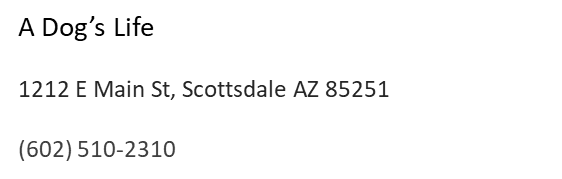 A Dog’s Life
1212 E Main St, Scottsdale AZ 85251
(602) 510-2310